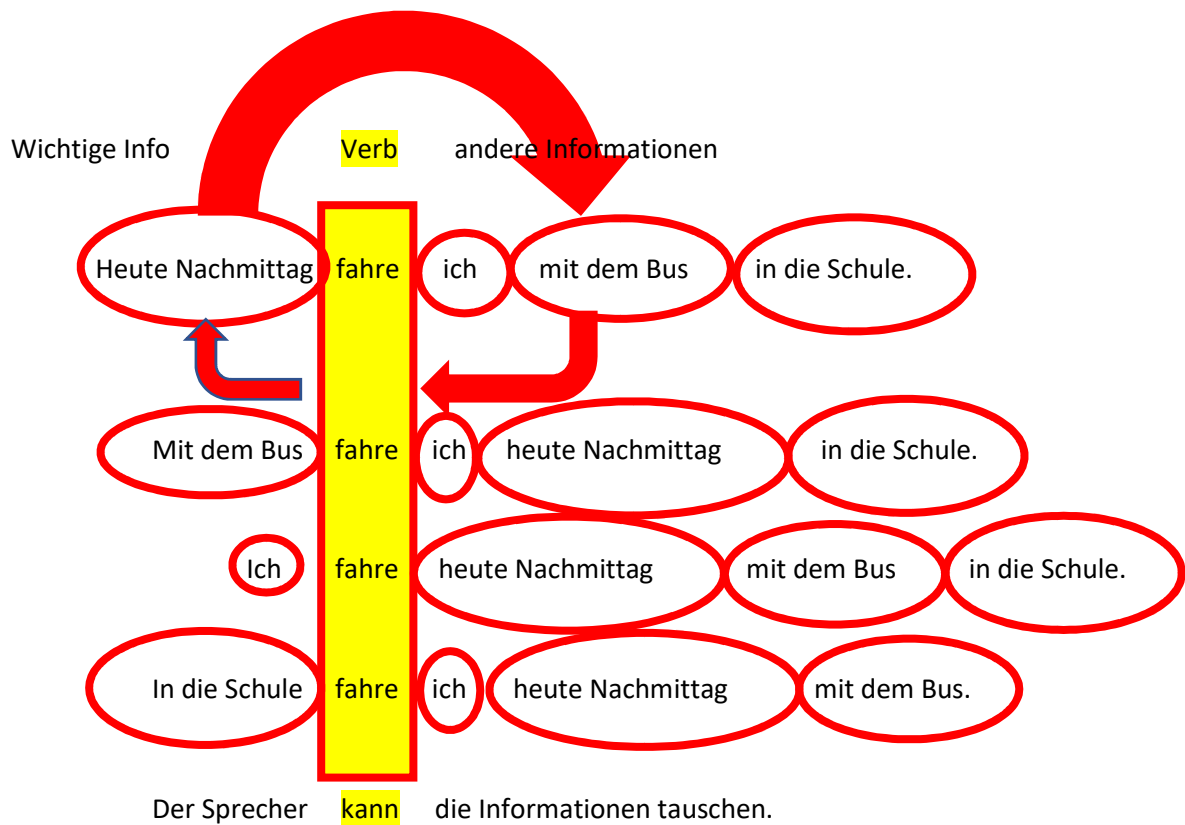 Wichtige Info Verb andere Informationen
Heute Nachmittag fahre ich mit dem Bus in die Schule.
Mit dem Bus fahre ich heute Nachmittag in die Schule.
Ich fahre heute Nachmittag mit dem Bus in die Schule.
In die Schule fahre ich heute Nachmittag mit dem Bus.
Der Sprecher kann die Informationen tauschen.